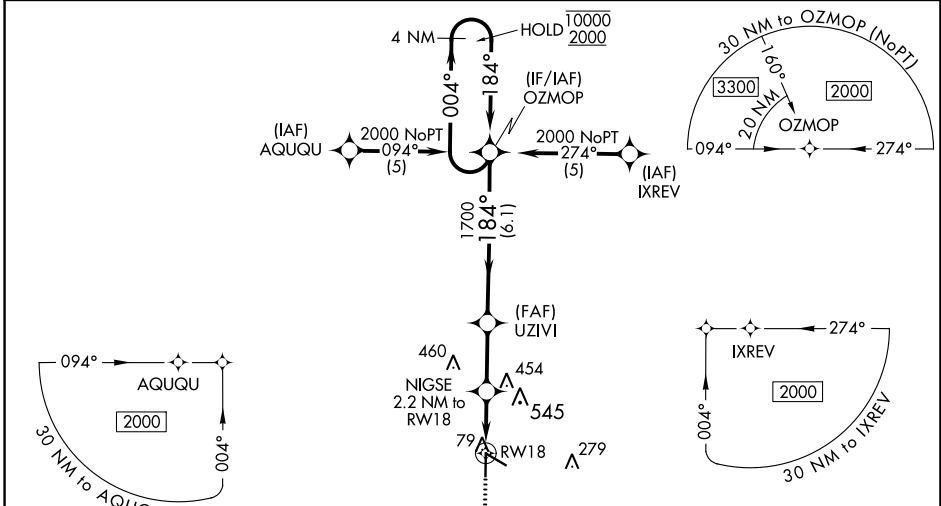 HOLD 10000
2000
4 NM
004°
184°
(IF/IAF)
OZMOP
(IAF)
AQUQU
2000 NoPT
094°
(5)
2000 NoPT
274°
(5)
(IAF)
IXREV
1700
184°
(6.1)
(FAF)
UZIVI
460
454
NIGSE
2.2 NM to
RW18
545
79
RW18
279
30 NM to OZMOP (NoPT)
160°
3300
2000
20 NM
OZMOP
094°
274°
094°
AQUQU
2000
004°
30 NM to AQUQ
274°
IXREV
2000
004°
30 NM to IXREV